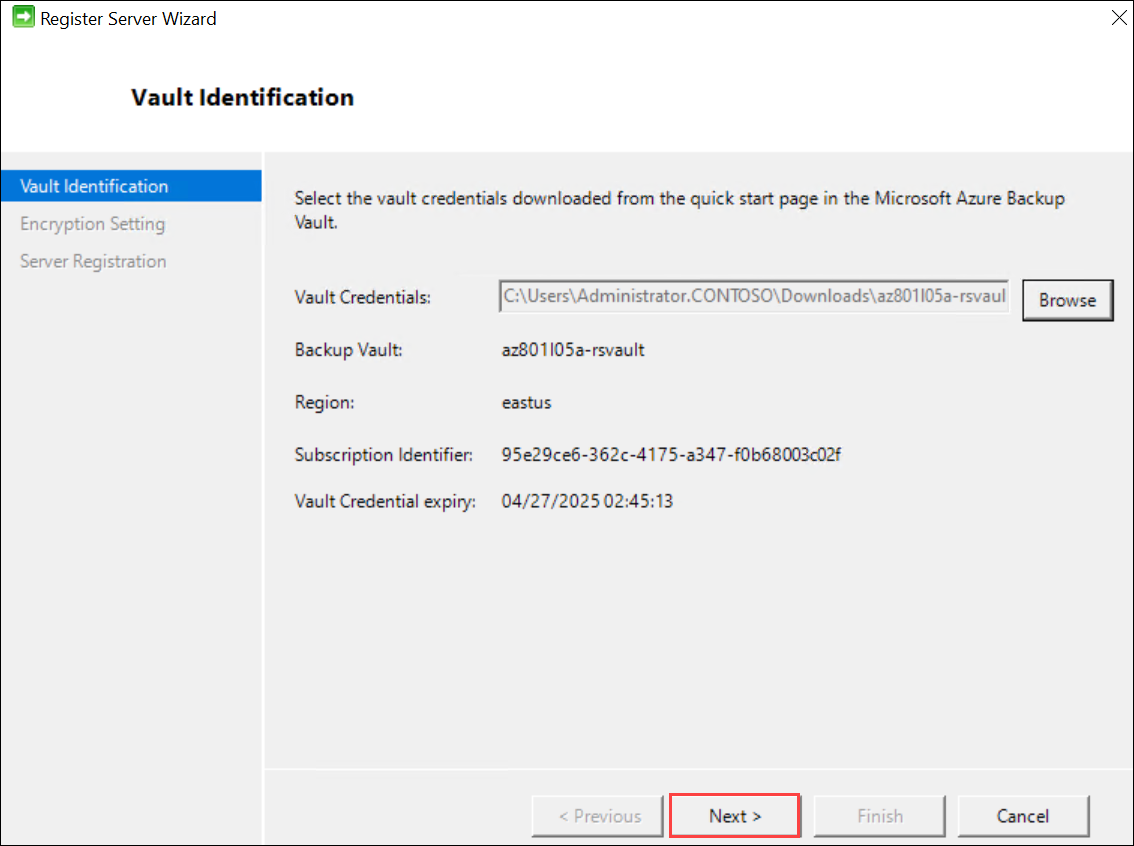 Register Server Wizard
Vault Identification
Vault Identification
Encryption Setting
Server Registration
Select the vault credentials downloaded from the quick start page in the Microsoft Azure Backup
Vault.
Vault Credentials: C:\Users\Administrator.CONTOSO\Downloads\az801l05a-rsvaul Browse
Backup Vault: az801l05a-rsvault
Region: eastus
Subscription Identifier: 95e29ce6-362c-4175-a347-f0b68003c02f
Vault Credential expiry: 04/27/2025 02:45:13
< Previous Next > Finish Cancel